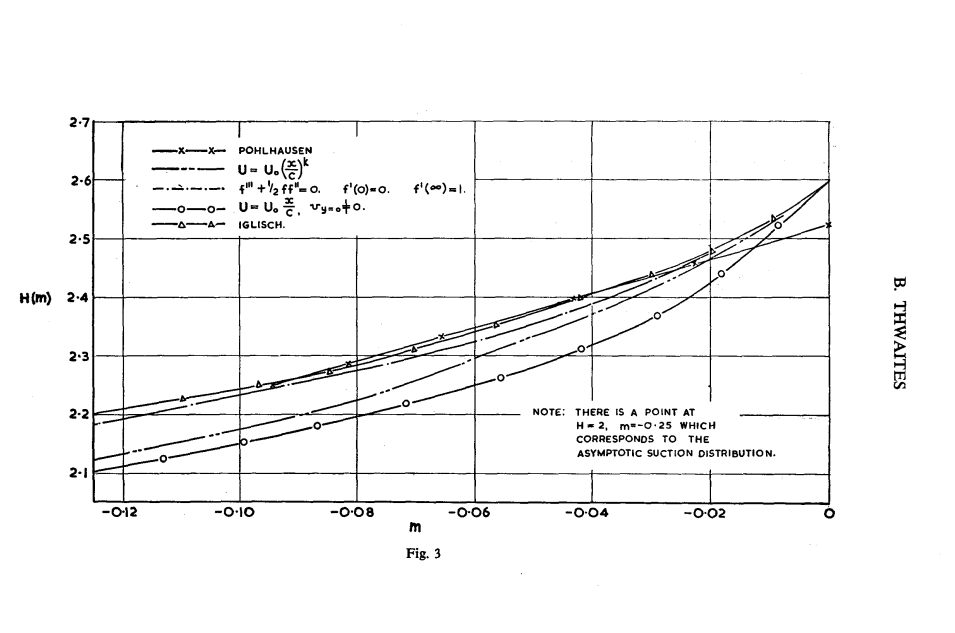 2·7
2·6
2·5
H(m) 2·4
2·3
2·2
2·1
—x—x— POHLHAUSEN
U = U₀(x/c)ᵏ
f''' + ½ ff'' = 0. f'(0)=0. f'(∞)=1.
—o—o— U = U₀ x/c, v_{y=0} ≠ 0.
—△—△— IGLISCH.
NOTE: THERE IS A POINT AT
H = 2, m=-0·25 WHICH
CORRESPONDS TO THE
ASYMPTOTIC SUCTION DISTRIBUTION.
-0·12 -0·10 -0·08 -0·06 -0·04 -0·02 0
m
Fig. 3
B. THWAITES